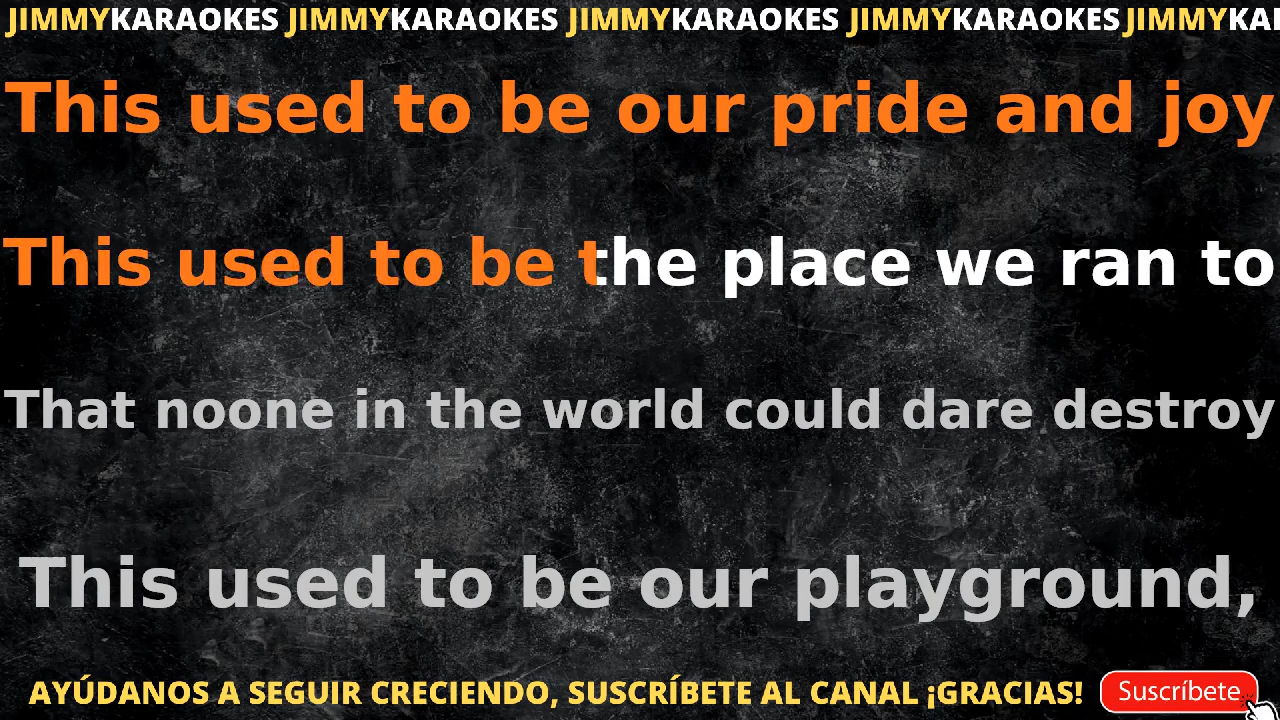 JIMMYKARAOKES JIMMYKARAOKES JIMMYKARAOKES JIMMYKARAOKES JIMMYKAI
This used to be our pride and joy
This used to be the place we ran to
That noone in the world could dare destroy
This used to be our playground,
AYÚDANOS A SEGUIR CRECIENDO, SUSCRÍBETE AL CANAL ¡GRACIAS! Suscríbete